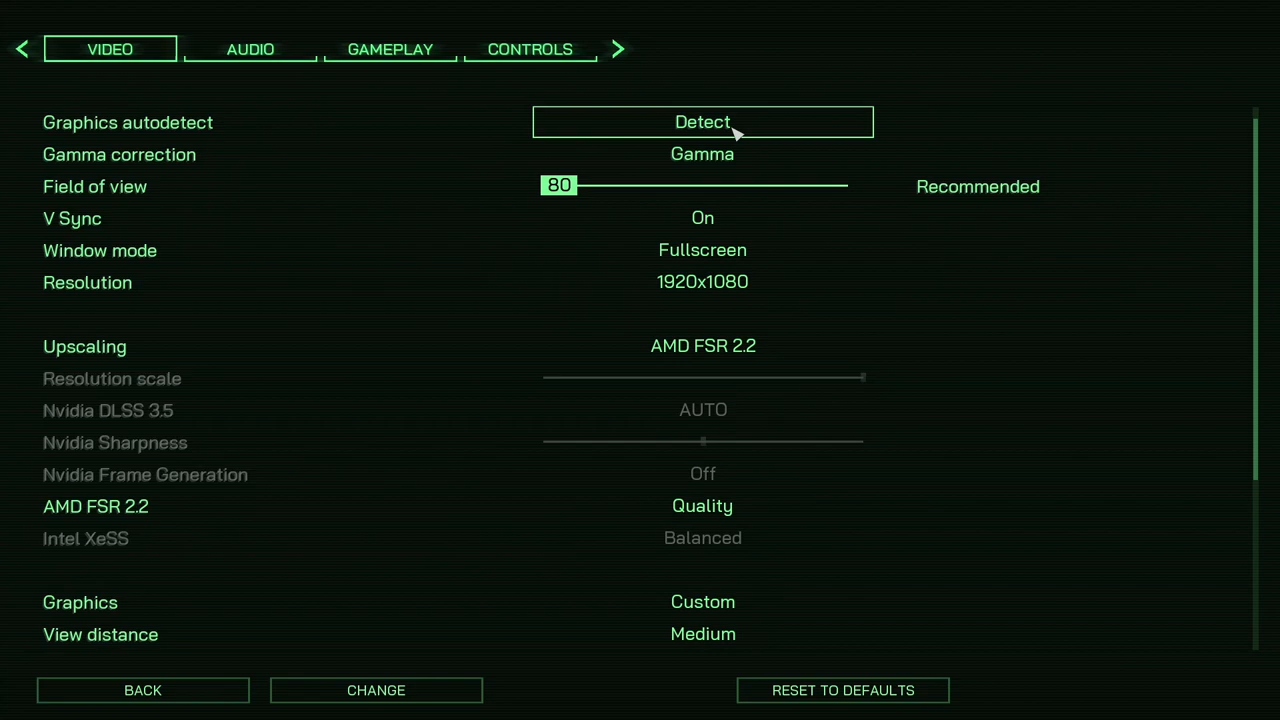 VIDEO AUDIO GAMEPLAY CONTROLS
Graphics autodetect Detect
Gamma correction Gamma
Field of view 80 Recommended
V Sync On
Window mode Fullscreen
Resolution 1920x1080
Upscaling AMD FSR 2.2
Resolution scale
Nvidia DLSS 3.5 AUTO
Nvidia Sharpness
Nvidia Frame Generation Off
AMD FSR 2.2 Quality
Intel XeSS Balanced
Graphics Custom
View distance Medium
BACK CHANGE RESET TO DEFAULTS